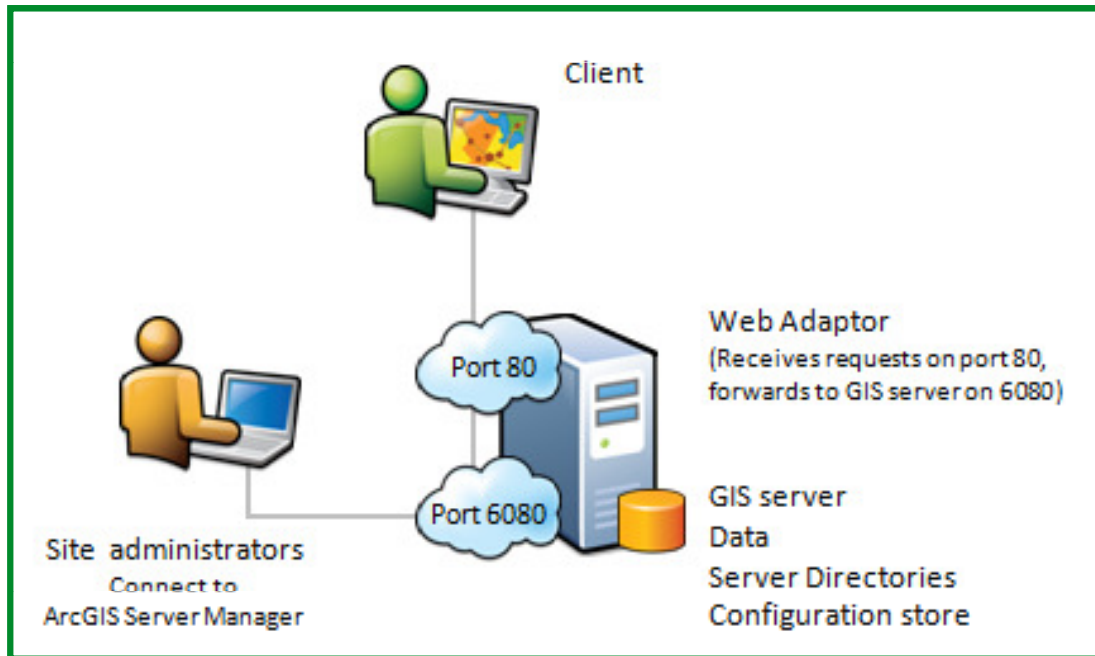 Client
Port 80
Web Adaptor
(Receives requests on port 80,
forwards to GIS server on 6080)
Port 6080
GIS server
Data
Server Directories
Configuration store
Site administrators
Connect to
ArcGIS Server Manager